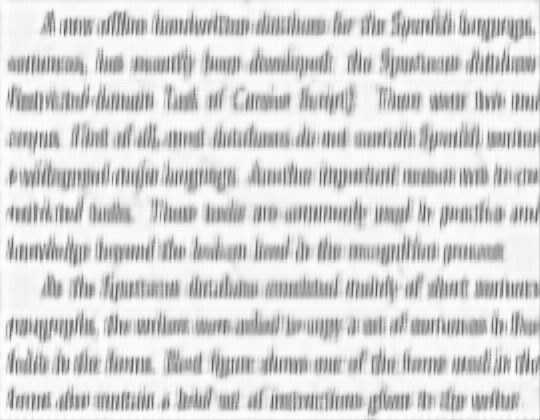 A new offline handwritten database for the Spanish language,
sentences, has recently been developed: the Spartacus database
Restricted-domain Task of Cursive Script). There were two
corpus. First of all, most databases do not contain Spanish
a widespread major language. Another important reason was to
restricted tasks. These tasks are commonly used in practice and
knowledge beyond the lexicon level in the recognition process.
As the Spartacus database consisted mainly of short
paragraphs, the writers were asked to copy a set of sentences in
fields in the forms. Next figure shows one of the forms used in the
forms also contain a brief set of instructions given to the writer.